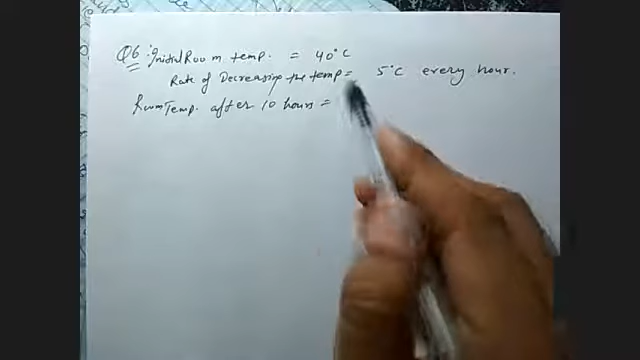 Q6 Initial Room temp. = 40°C
Rate of Decreasing the temp = 5°C every hour.
Room Temp. after 10 hours =